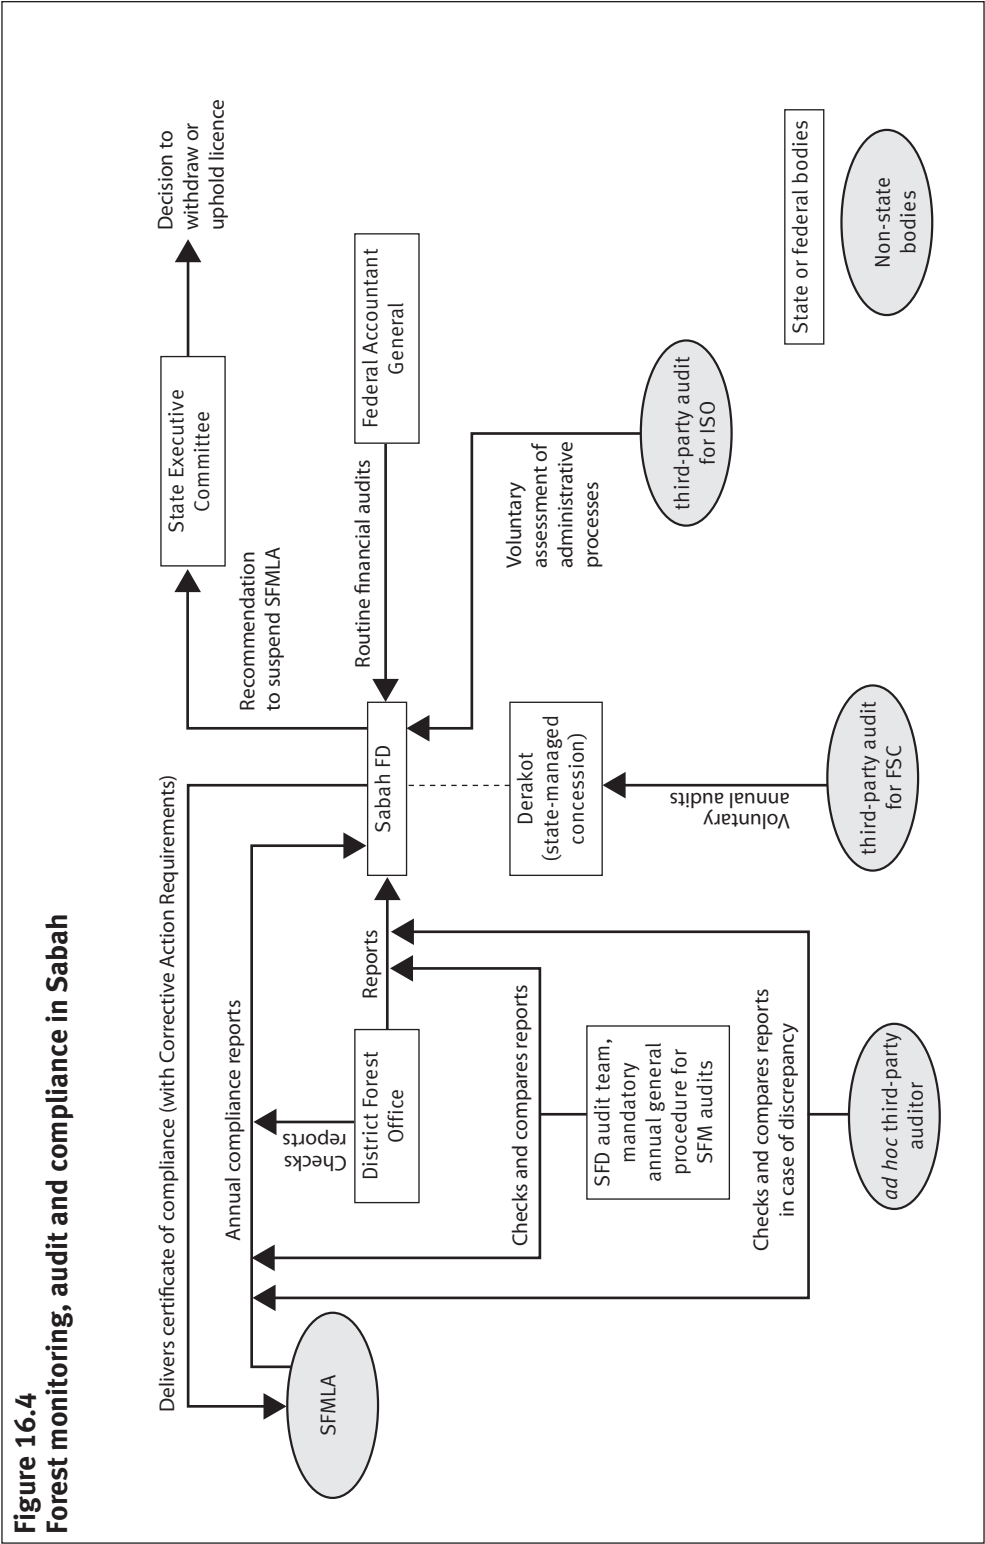 Figure 16.4
Forest monitoring, audit and compliance in Sabah
Delivers certificate of compliance (with Corrective Action Requirements)
Annual compliance reports
Recommendation
to suspend SFMLA
State Executive
Committee
Decision to
withdraw or
uphold licence
SFMLA
Checks
reports
District Forest
Office
Reports
Sabah FD
Routine financial audits
Federal Accountant
General
Checks and compares reports
SFD audit team,
mandatory
annual general
procedure for
SFM audits
Derakot
(state-managed
concession)
Voluntary
assessment of
administrative
processes
Checks and compares reports
in case of discrepancy
ad hoc third-party
auditor
Voluntary
annual audits
third-party audit
for FSC
third-party audit
for ISO
State or federal bodies
Non-state
bodies